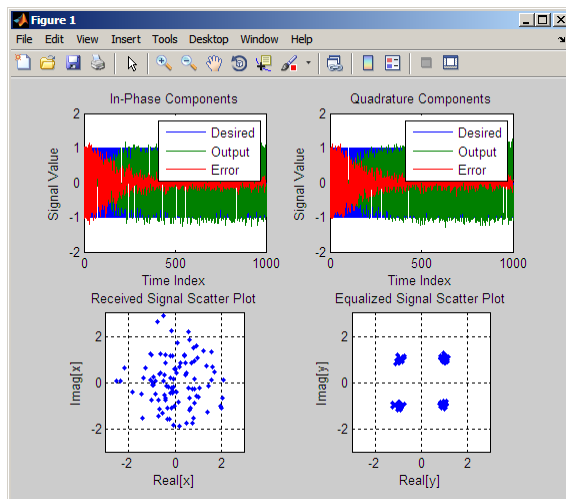 Figure 1
File Edit View Insert Tools Desktop Window Help
In-Phase Components
2
1
0
-1
-2
Signal Value
Desired
Output
Error
0 500 1000
Time Index
Quadrature Components
2
1
0
-1
-2
Signal Value
Desired
Output
Error
0 500 1000
Time Index
Received Signal Scatter Plot
2
0
-2
Imag[x]
-2 0 2
Real[x]
Equalized Signal Scatter Plot
2
0
-2
Imag[y]
-2 0 2
Real[y]